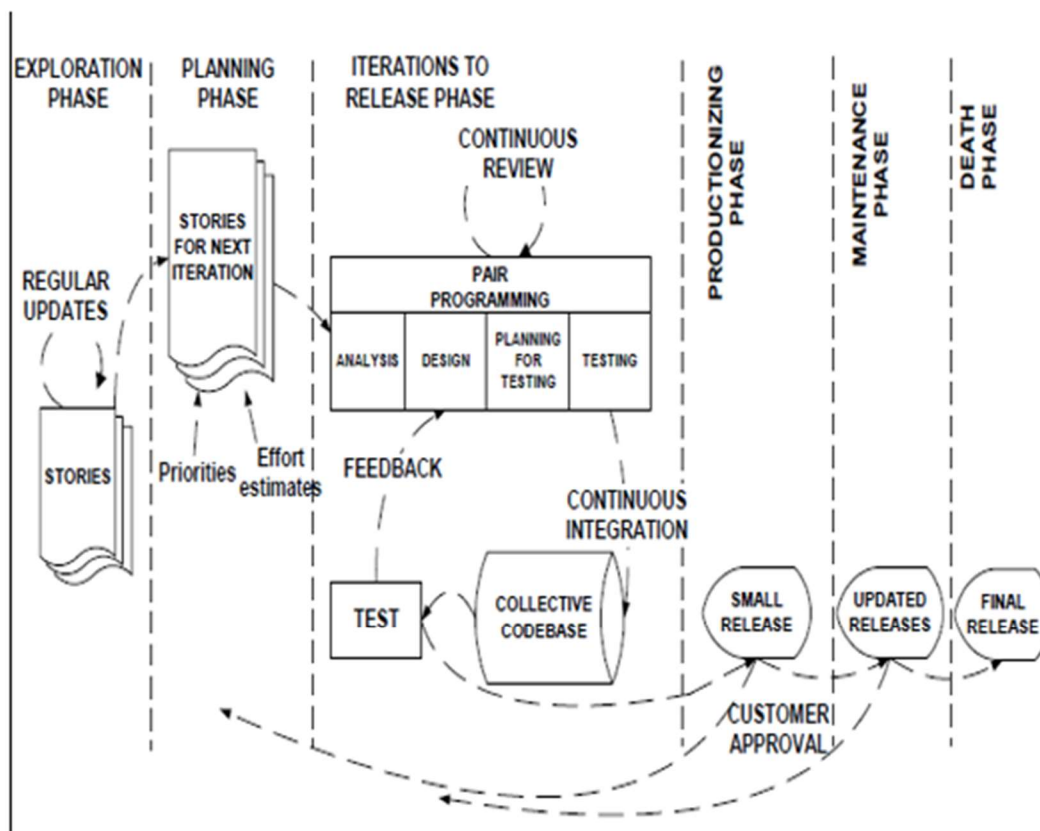 EXPLORATION
PHASE
PLANNING
PHASE
ITERATIONS TO
RELEASE PHASE
PRODUCTIONIZING
PHASE
MAINTENANCE
PHASE
DEATH
PHASE
CONTINUOUS
REVIEW
REGULAR
UPDATES
STORIES
STORIES
FOR NEXT
ITERATION
Priorities
Effort
estimates
PAIR
PROGRAMMING
ANALYSIS
DESIGN
PLANNING
FOR
TESTING
TESTING
FEEDBACK
CONTINUOUS
INTEGRATION
TEST
COLLECTIVE
CODEBASE
SMALL
RELEASE
UPDATED
RELEASES
FINAL
RELEASE
CUSTOMER
APPROVAL